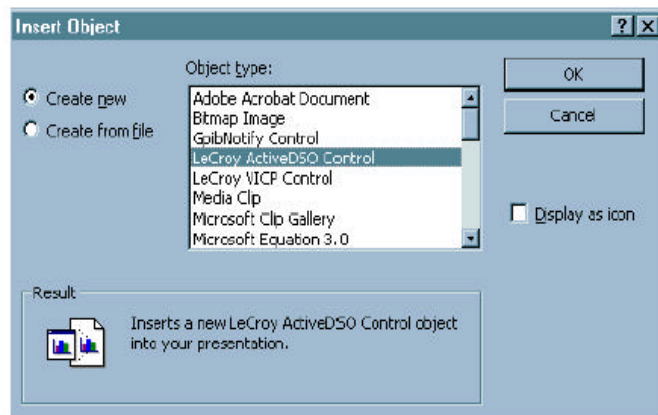 Insert Object
Object type:
Create new
Create from file
Adobe Acrobat Document
Bitmap Image
GpibNotify Control
LeCroy ActiveDSO Control
LeCroy VICP Control
Media Clip
Microsoft Clip Gallery
Microsoft Equation 3.0
OK
Cancel
Display as icon
Result
Inserts a new LeCroy ActiveDSO Control object
into your presentation.